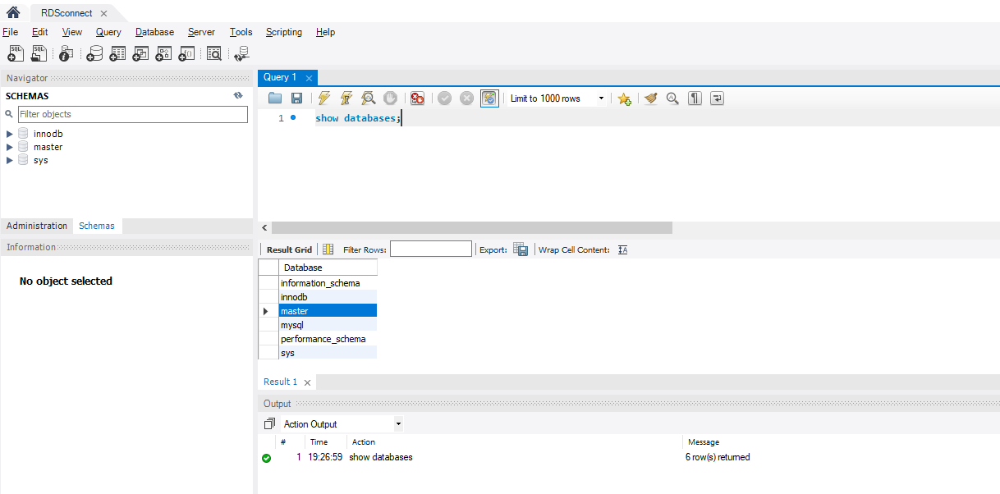 RDSconnect
File Edit View Query Database Server Tools Scripting Help
Navigator
SCHEMAS
Filter objects
innodb
master
sys
Administration Schemas
Information
No object selected
Query 1
Limit to 1000 rows
1 show databases;
Result Grid Filter Rows: Export: Wrap Cell Content:
Database
information_schema
innodb
master
mysql
performance_schema
sys
Result 1
Output
Action Output
# Time Action Message
1 19:26:59 show databases 6 row(s) returned